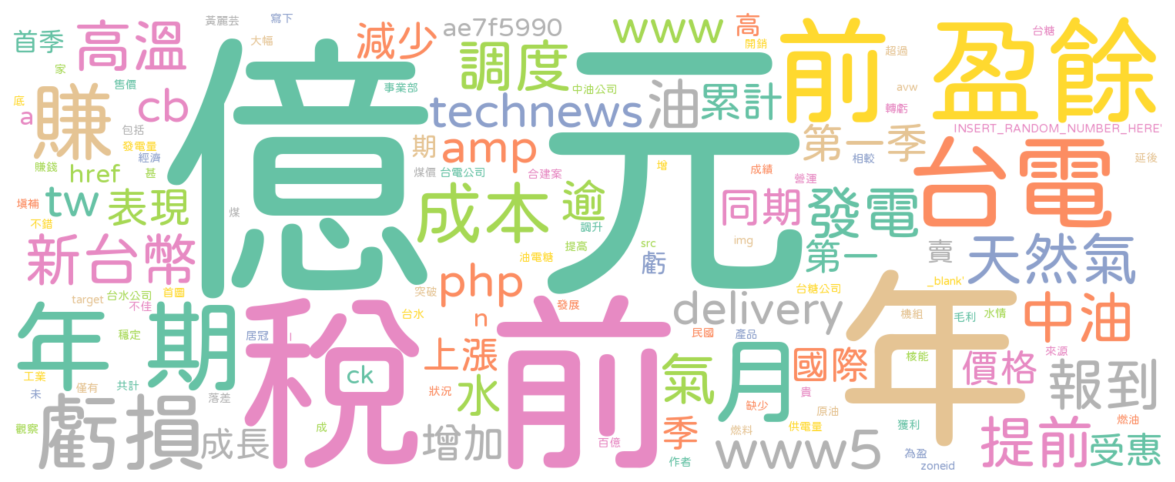 黃麗芸
寫下
首季
高溫
大幅
減少
ae7f5990
www
高
開銷
前
盈餘
台糖
超過
家
售價
事業部
調度
中油公司
億
元
底
賺
a
cb
technews
油
累計
avw
轉虧
INSERT_RANDOM_NUMBER_HERE'
包括
發電量
經濟
甚
賺錢
href
期
amp
第一季
相較
延後
煤價
台電公司
合建案
增
成績
營運
台電
填補
tw
表現
不錯
煤
成本
逾
調升
同期
發電
新台幣
提高
src
img
油電糖
虧
第一
賣
天然氣
_blank'
target
台水公司
不佳
php
突破
發展
n
台水
delivery
台糖公司
機組
毛利
水情
中油
年
期
穩定
居冠
稅
前
民國
產品
月
年
工業
未
僅有
共計
落差
ck
上漲
狀況
水
氣
國際
貴
核能
價格
來源
報到
觀察
虧損
成長
成
增加
百億
季
作者
缺少
燃料
原油
供電量
www5
獲利
為盈
zoneid
提前
燃油
受惠